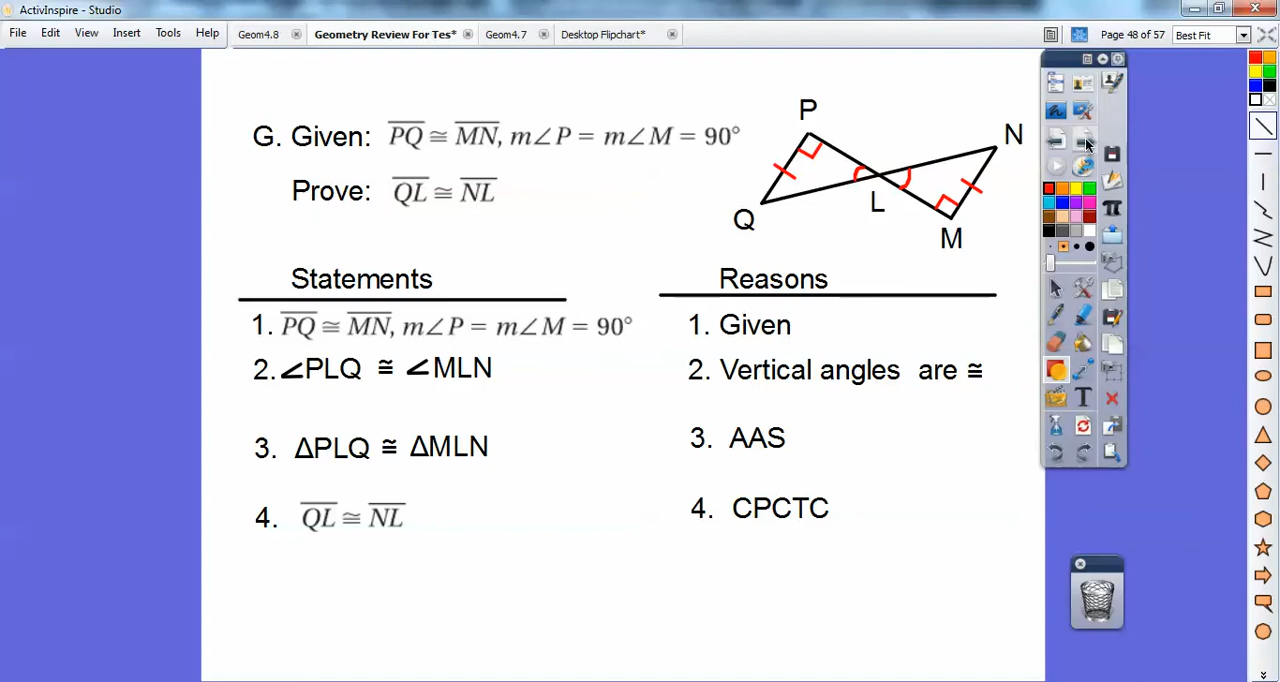 ActivInspire - Studio
File Edit View Insert Tools Help
Geom4.8 Geometry Review For Tes* Geom4.7 Desktop Flipchart*
Page 48 of 57 Best Fit
G. Given: PQ ≅ MN, m∠P = m∠M = 90°
Prove: QL ≅ NL
P
N
L
Q
M
Statements
Reasons
1. PQ ≅ MN, m∠P = m∠M = 90°
1. Given
2. ∠PLQ ≅ ∠MLN
2. Vertical angles are ≅
3. ΔPLQ ≅ ΔMLN
3. AAS
4. QL ≅ NL
4. CPCTC